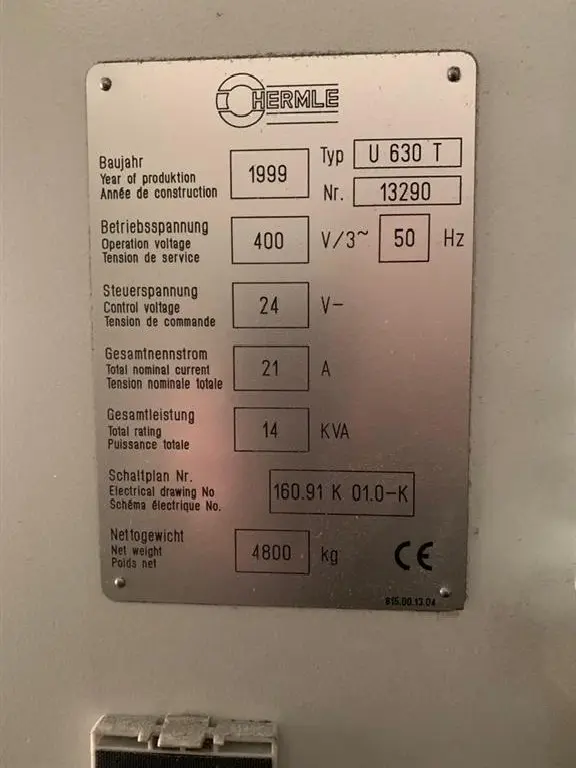 HERMLE
Baujahr
Year of produktion
Année de construction
1999
Typ U 630 T
Nr. 13290
Betriebsspannung
Operation voltage
Tension de service
400 V/3~ 50 Hz
Steuerspannung
Control voltage
Tension de commande
24 V-
Gesamtnennstrom
Total nominal current
Tension nominale totale
21 A
Gesamtleistung
Total rating
Puissance totale
14 KVA
Schaltplan Nr.
Electrical drawing No
Schéma électrique No.
160.91 K 01.0-K
Nettogewicht
Net weight
Poids net
4800 kg
CE
815.00.13.04